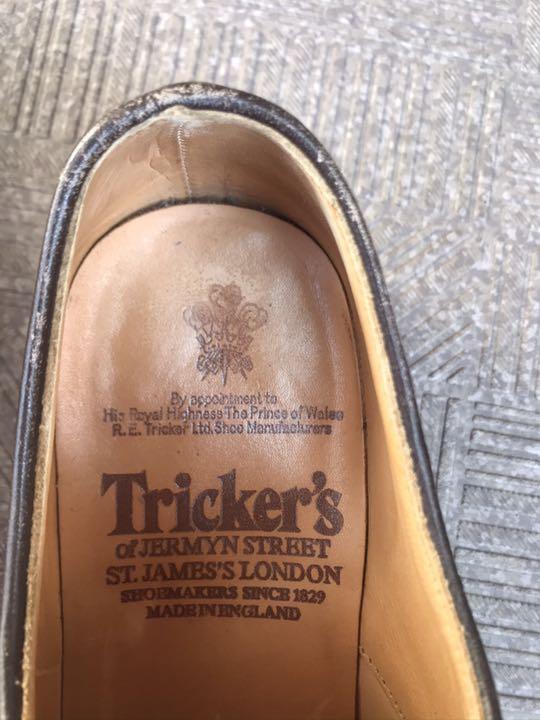 By appointment to
His Royal Highness The Prince of Wales
R.E. Tricker Ltd. Shoe Manufacturers
Tricker's
of JERMYN STREET
ST. JAMES'S LONDON
SHOEMAKERS SINCE 1829
MADE IN ENGLAND